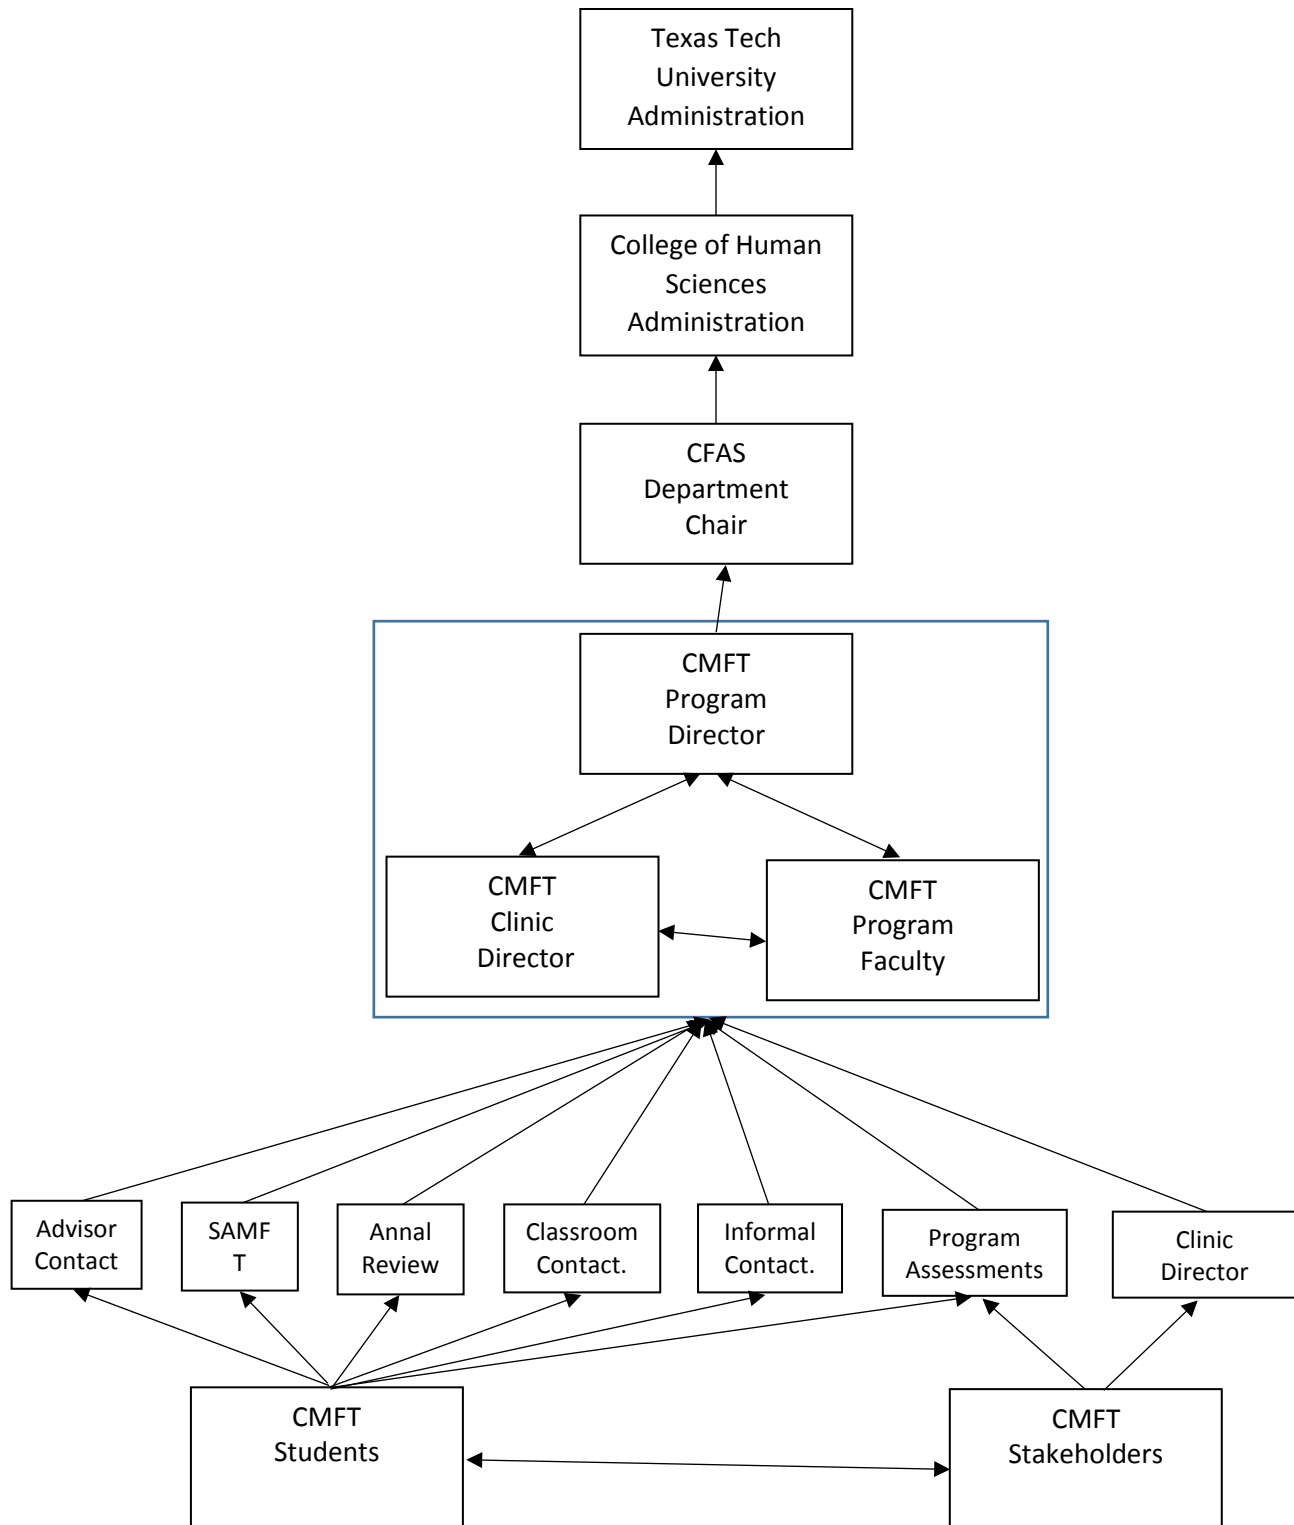 Texas Tech
University
Administration
College of Human
Sciences
Administration
CFAS
Department
Chair
CMFT
Program
Director
CMFT
Clinic
Director
CMFT
Program
Faculty
Advisor
Contact
SAMF
T
Annal
Review
Classroom
Contact.
Informal
Contact.
Program
Assessments
Clinic
Director
CMFT
Students
CMFT
Stakeholders